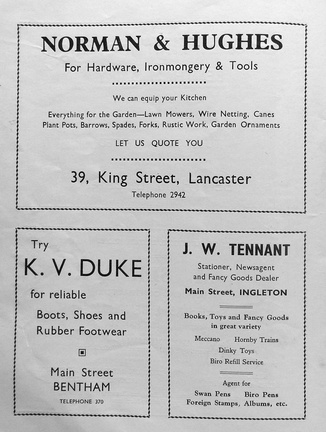 NORMAN & HUGHES
For Hardware, Ironmongery & Tools
We can equip your Kitchen
Everything for the Garden—Lawn Mowers, Wire Netting, Canes
Plant Pots, Barrows, Spades, Forks, Rustic Work, Garden Ornaments
LET US QUOTE YOU
39, King Street, Lancaster
Telephone 2942
Try
K. V. DUKE
for reliable
Boots, Shoes and
Rubber Footwear
Main Street
BENTHAM
TELEPHONE 370
J. W. TENNANT
Stationer, Newsagent
and Fancy Goods Dealer
Main Street, INGLETON
Books, Toys and Fancy Goods
in great variety
Meccano Hornby Trains
Dinky Toys
Biro Refill Service
Agent for
Swan Pens Biro Pens
Foreign Stamps, Albums, etc.